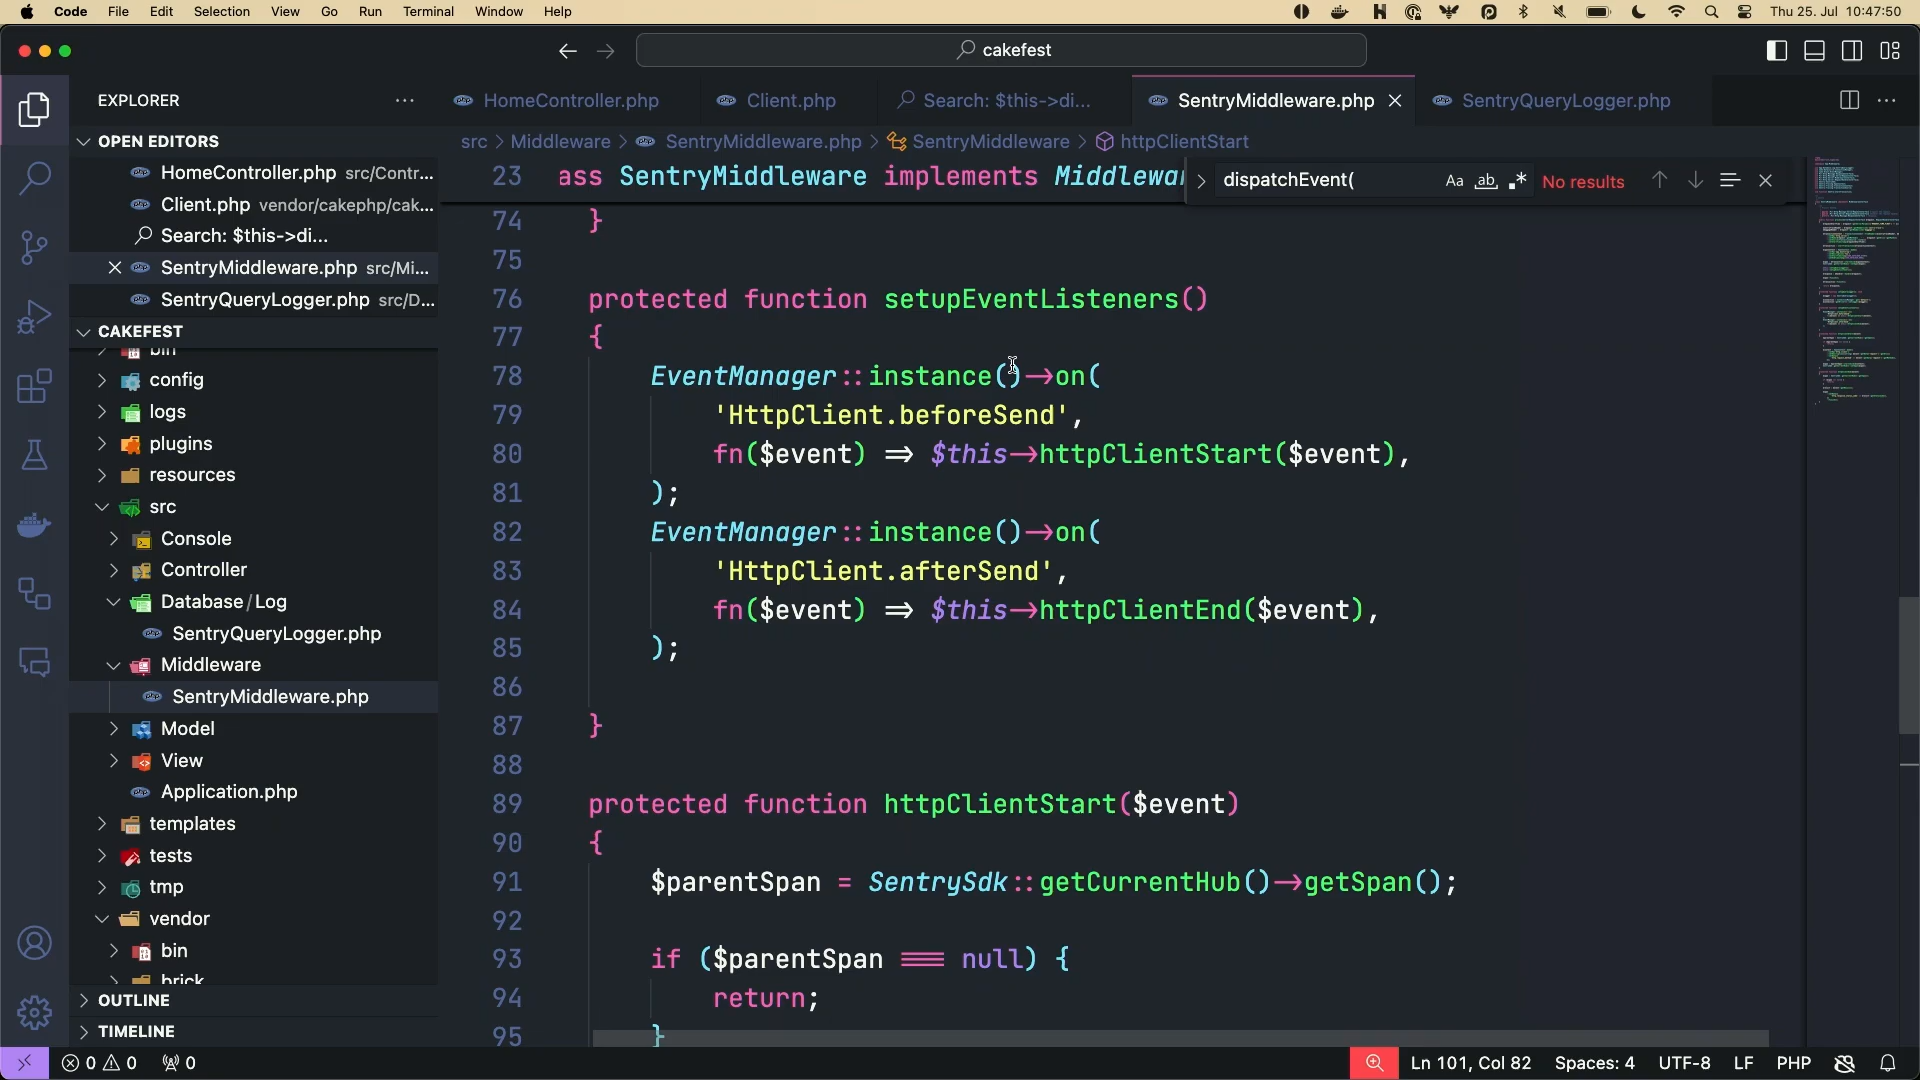 Code File Edit Selection View Go Run Terminal Window Help
Thu 25. Jul 10:47:50
cakefest
EXPLORER
HomeController.php
Client.php
Search: $this->di...
SentryMiddleware.php
SentryQueryLogger.php
OPEN EDITORS
HomeController.php src/Contr...
Client.php vendor/cakephp/cak...
Search: $this->di...
SentryMiddleware.php src/Mi...
SentryQueryLogger.php src/D...
CAKEFEST
bin
config
logs
plugins
resources
src
Console
Controller
Database/Log
SentryQueryLogger.php
Middleware
SentryMiddleware.php
Model
View
Application.php
templates
tests
tmp
vendor
bin
brick
OUTLINE
TIMELINE
src > Middleware > SentryMiddleware.php > SentryMiddleware > httpClientStart
dispatchEvent( Aa ab .* No results
23 ass SentryMiddleware implements Middlewar
74 }
75
76 protected function setupEventListeners()
77 {
78 EventManager::instance()->on(
79 'HttpClient.beforeSend',
80 fn($event) => $this->httpClientStart($event),
81 );
82 EventManager::instance()->on(
83 'HttpClient.afterSend',
84 fn($event) => $this->httpClientEnd($event),
85 );
86
87 }
88
89 protected function httpClientStart($event)
90 {
91 $parentSpan = SentrySdk::getCurrentHub()->getSpan();
92
93 if ($parentSpan === null) {
94 return;
95 }
0 0 0
Ln 101, Col 82 Spaces: 4 UTF-8 LF PHP